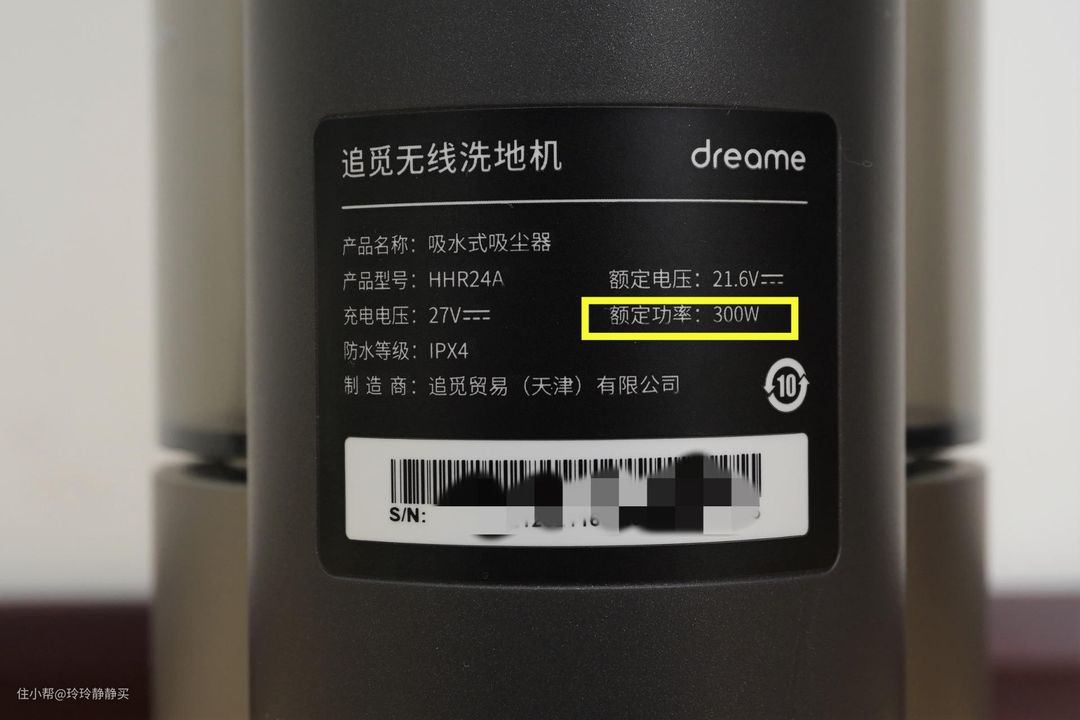 追觅无线洗地机 dreame
产品名称：吸水式吸尘器
产品型号：HHR24A 额定电压：21.6V
充电电压：27V 额定功率：300W
防水等级：IPX4
制 造 商：追觅贸易（天津）有限公司
10
S/N:
住小帮@玲玲静静买